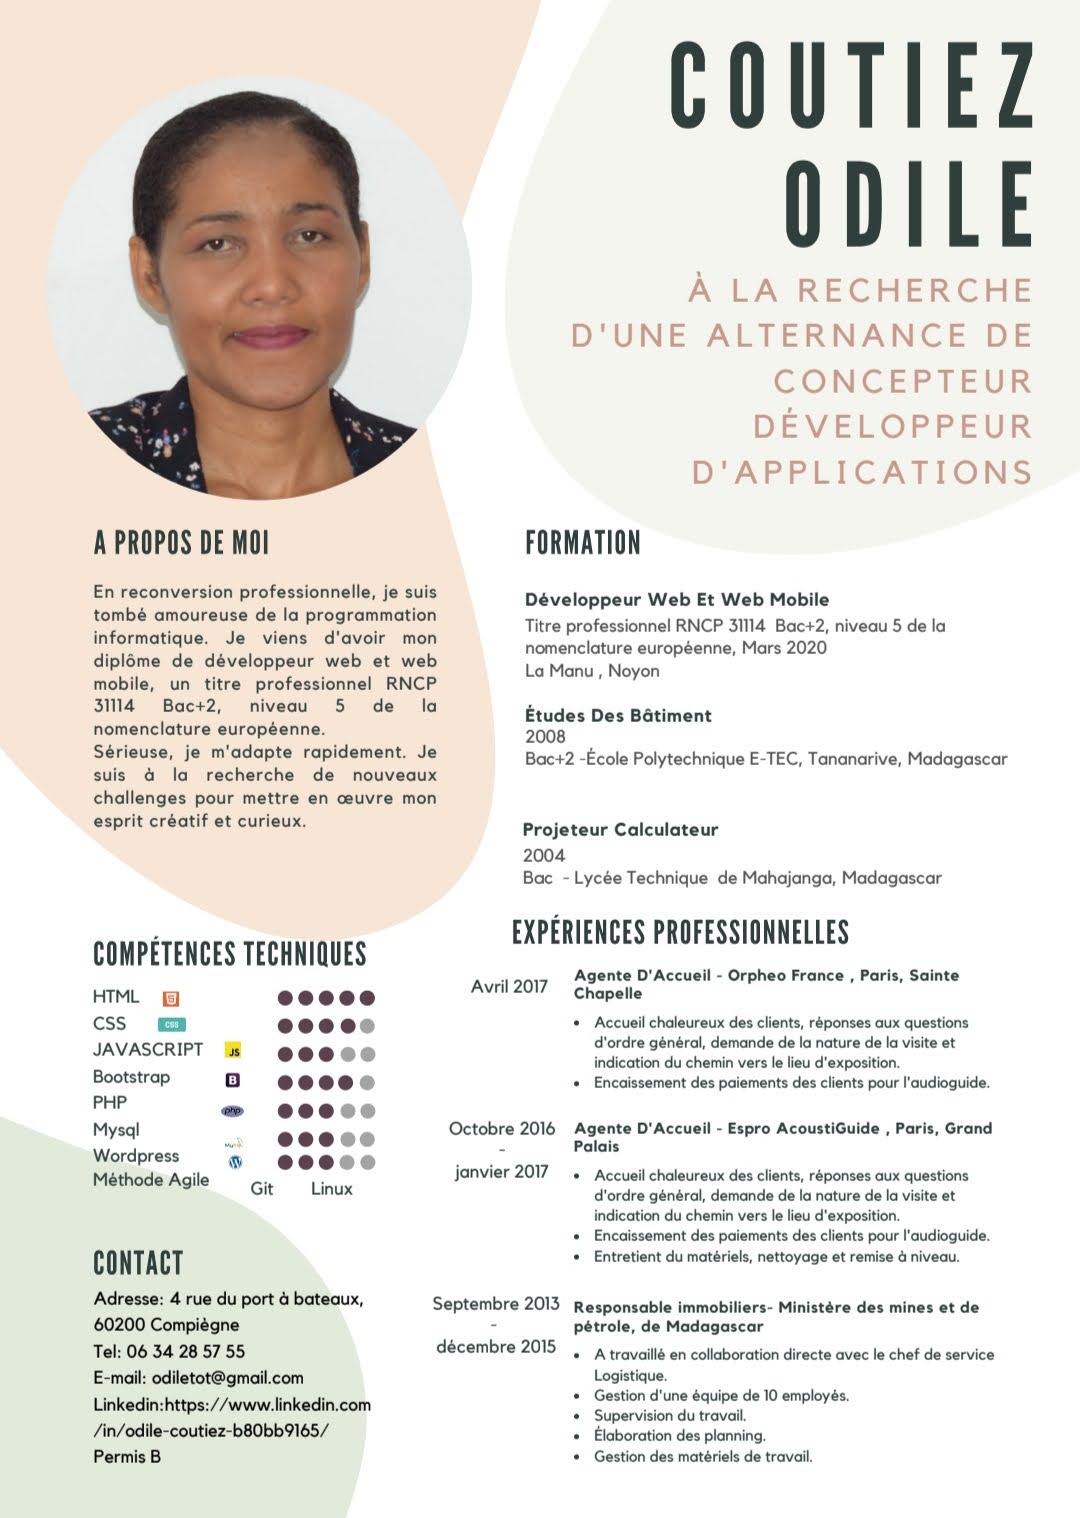 COUTIEZ
ODILE
À LA RECHERCHE
D'UNE ALTERNANCE DE
CONCEPTEUR
DÉVELOPPEUR
D'APPLICATIONS
A PROPOS DE MOI
En reconversion professionnelle, je suis
tombé amoureuse de la programmation
informatique. Je viens d'avoir mon
diplôme de développeur web et web
mobile, un titre professionnel RNCP
31114 Bac+2, niveau 5 de la
nomenclature européenne.
Sérieuse, je m'adapte rapidement. Je
suis à la recherche de nouveaux
challenges pour mettre en œuvre mon
esprit créatif et curieux.
FORMATION
Développeur Web Et Web Mobile
Titre professionnel RNCP 31114 Bac+2, niveau 5 de la
nomenclature européenne, Mars 2020
La Manu , Noyon
Études Des Bâtiment
2008
Bac+2 -École Polytechnique E-TEC, Tananarive, Madagascar
Projeteur Calculateur
2004
Bac - Lycée Technique de Mahajanga, Madagascar
COMPÉTENCES TECHNIQUES
HTML 5
CSS CSS
JAVASCRIPT JS
Bootstrap B
PHP php
Mysql MySQL
Wordpress
Méthode Agile
Git Linux
CONTACT
Adresse: 4 rue du port à bateaux,
60200 Compiègne
Tel: 06 34 28 57 55
E-mail: odiletot@gmail.com
Linkedin:https://www.linkedin.com
/in/odile-coutiez-b80bb9165/
Permis B
EXPÉRIENCES PROFESSIONNELLES
Avril 2017
Agente D'Accueil - Orpheo France , Paris, Sainte
Chapelle
• Accueil chaleureux des clients, réponses aux questions
d'ordre général, demande de la nature de la visite et
indication du chemin vers le lieu d'exposition.
• Encaissement des paiements des clients pour l'audioguide.
Octobre 2016
-
janvier 2017
Agente D'Accueil - Espro AcoustiGuide , Paris, Grand
Palais
• Accueil chaleureux des clients, réponses aux questions
d'ordre général, demande de la nature de la visite et
indication du chemin vers le lieu d'exposition.
• Encaissement des paiements des clients pour l'audioguide.
• Entretient du matériels, nettoyage et remise à niveau.
Septembre 2013
-
décembre 2015
Responsable immobiliers- Ministère des mines et de
pétrole, de Madagascar
• A travaillé en collaboration directe avec le chef de service
Logistique.
• Gestion d'une équipe de 10 employés.
• Supervision du travail.
• Élaboration des planning.
• Gestion des matériels de travail.